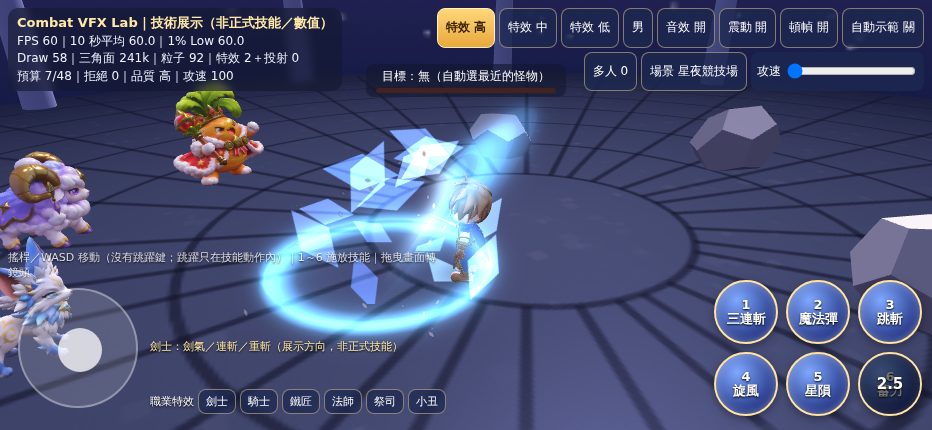 Combat VFX Lab｜技術展示（非正式技能／數值）
FPS 60｜10 秒平均 60.0｜1% Low 60.0
Draw 58｜三角面 241k｜粒子 92｜特效 2＋投射 0
預算 7/48｜拒絕 0｜品質 高｜攻速 100
特效 高
特效 中
特效 低
男
音效 開
震動 開
頓幀 開
自動示範 關
多人 0
場景 星夜競技場
攻速
目標：無（自動選最近的怪物）
搖桿／WASD 移動（沒有跳躍鍵；跳躍只在技能動作內）｜1～6 施放技能｜拖曳畫面轉
鏡頭
劍士：劍氣／連斬／重斬（展示方向，非正式技能）
職業特效
劍士
騎士
鐵匠
法師
祭司
小丑
1
三連斬
2
魔法彈
3
跳斬
4
旋風
5
星隕
6
2.5
蓄力